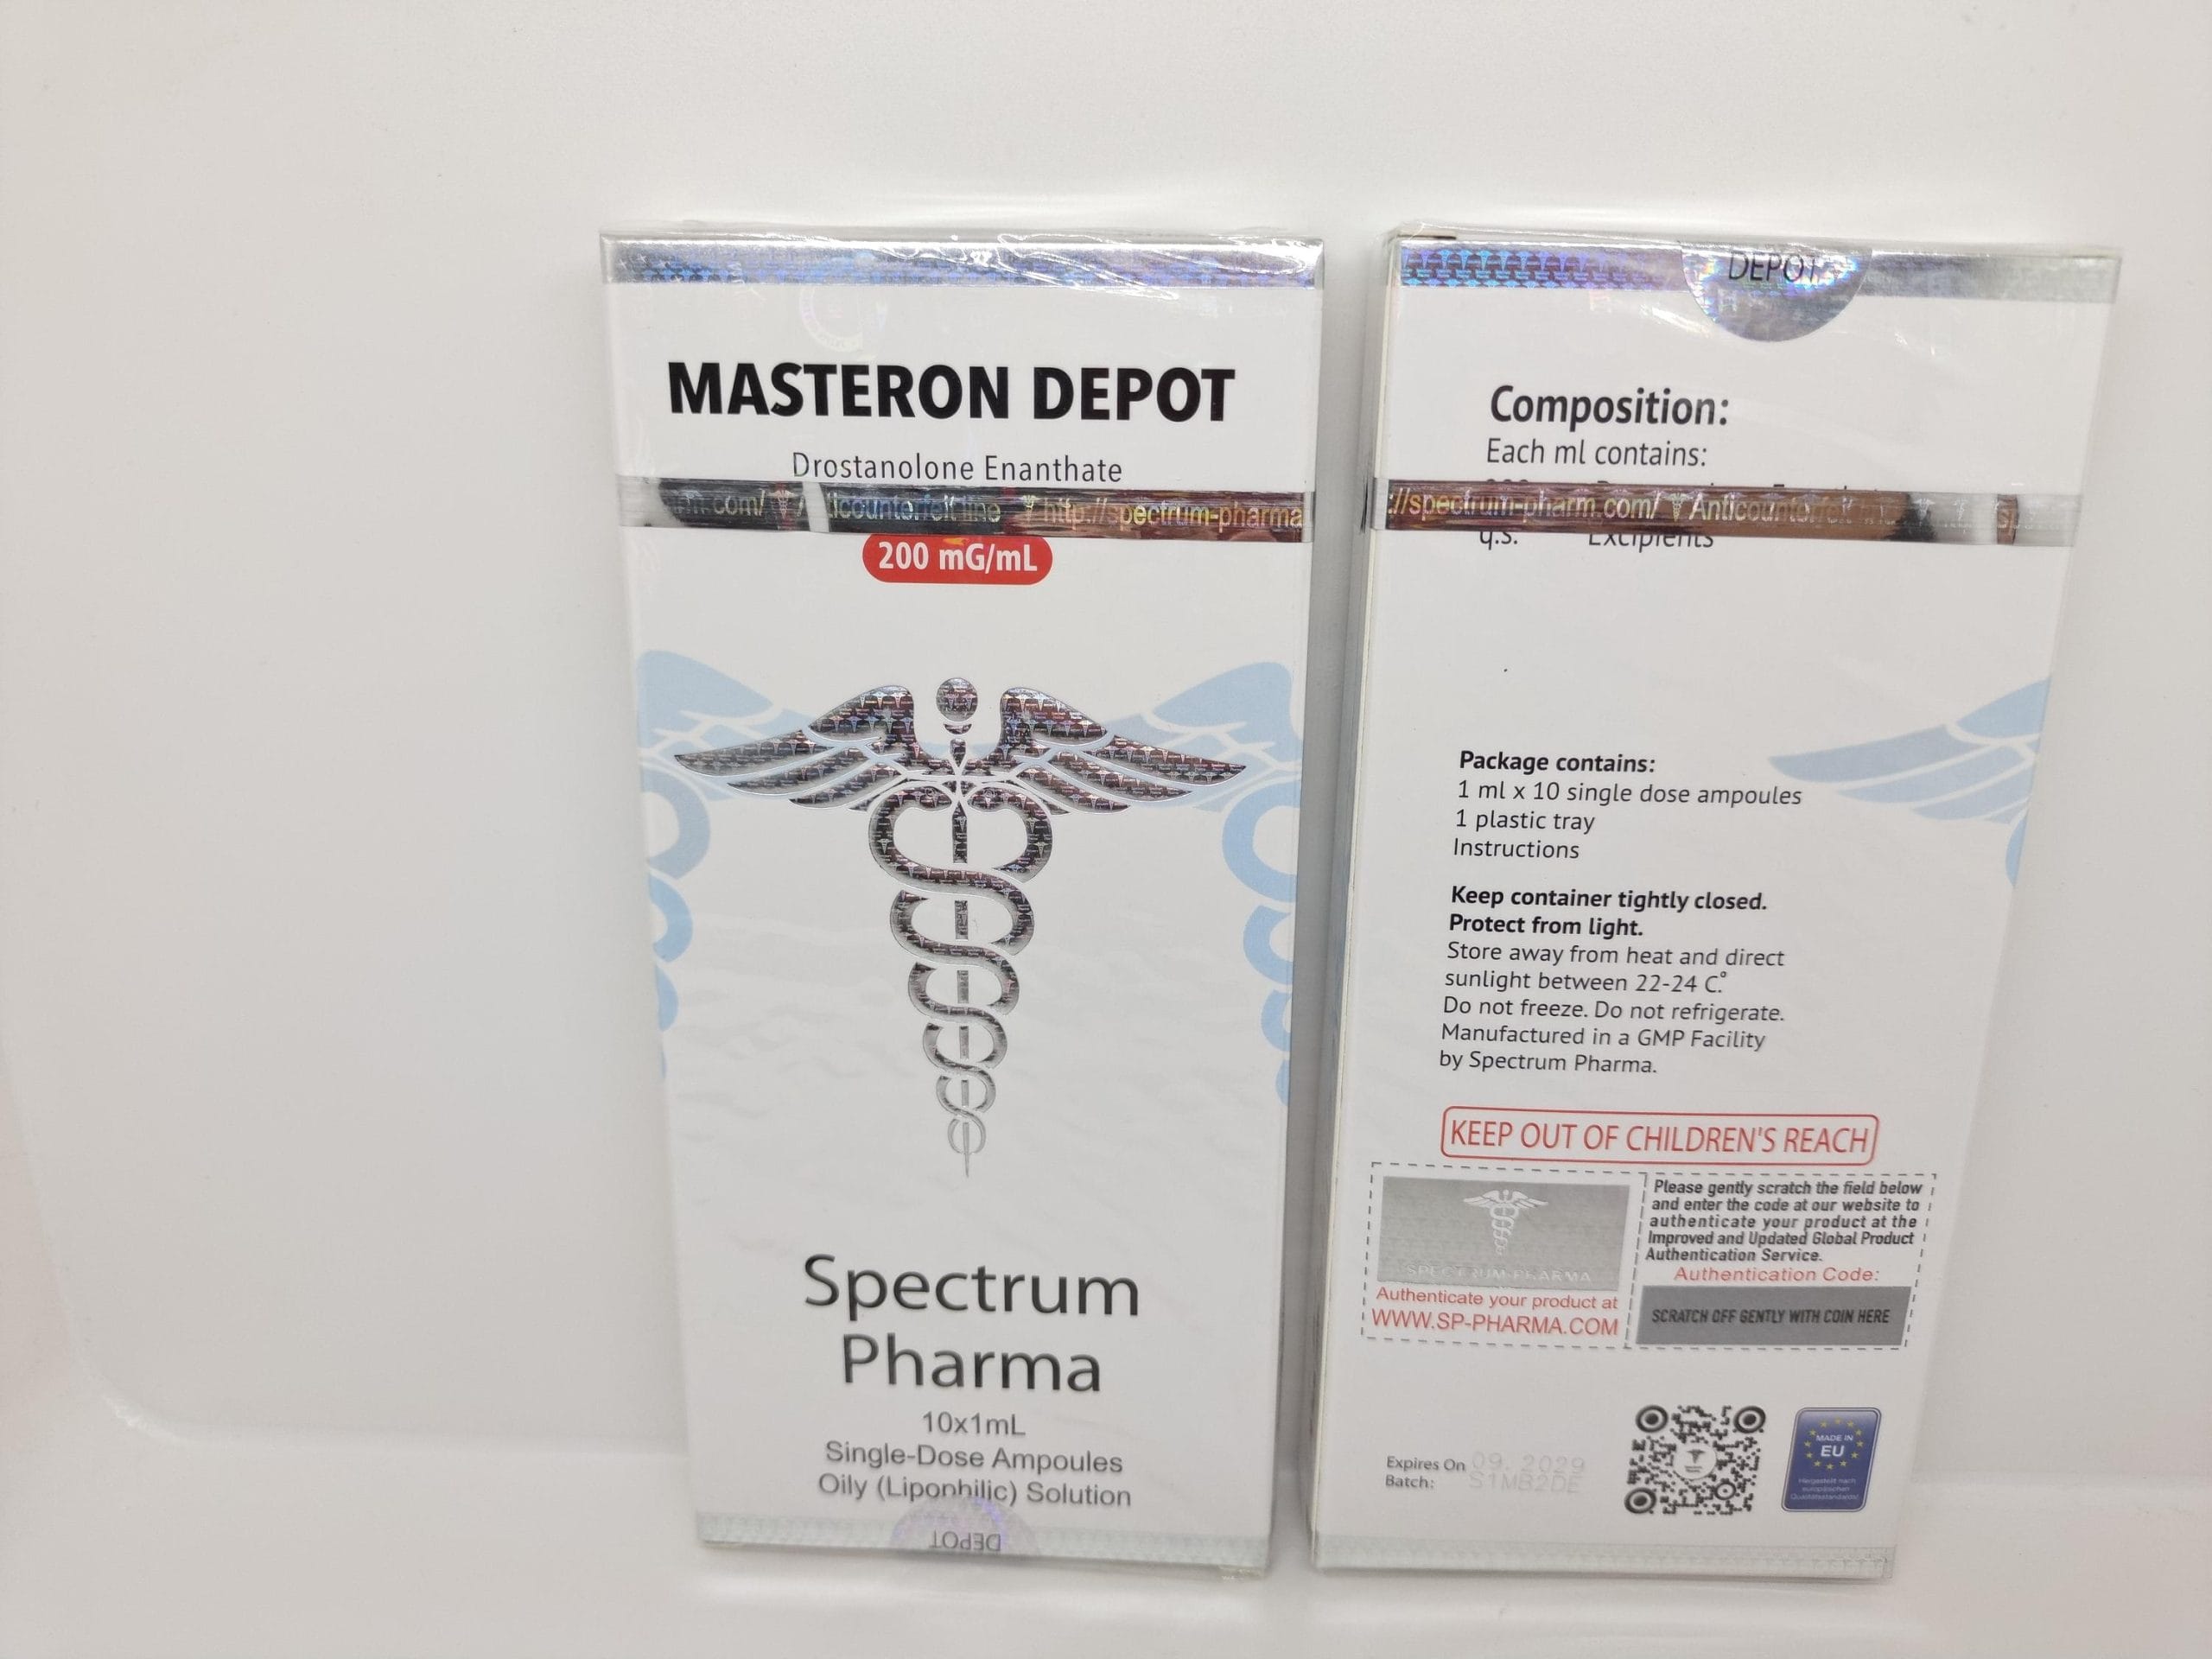 MASTERON DEPOT
Drostanolone Enanthate
http://spectrum-pharma
200 mG/mL
Spectrum
Pharma
10x1mL
Single-Dose Ampoules
Oily (Lipophilic) Solution
DEPOT
DEPOT
Composition:
Each ml contains:
://spectrum-pharm.com/ Anticounterfeit
q.s. Excipients
Package contains:
1 ml x 10 single dose ampoules
1 plastic tray
Instructions
Keep container tightly closed.
Protect from light.
Store away from heat and direct
sunlight between 22-24 C.°
Do not freeze. Do not refrigerate.
Manufactured in a GMP Facility
by Spectrum Pharma.
KEEP OUT OF CHILDREN'S REACH
SPECTRUM-PHARMA
Authenticate your product at
WWW.SP-PHARMA.COM
Please gently scratch the field below
and enter the code at our website to
authenticate your product at the
Improved and Updated Global Product
Authentication Service.
Authentication Code:
SCRATCH OFF GENTLY WITH COIN HERE
Expires On 09. 2029
Batch: S1MB2DE
MADE IN
EU
Hergestellt nach
europäischen
Qualitätsstandards!